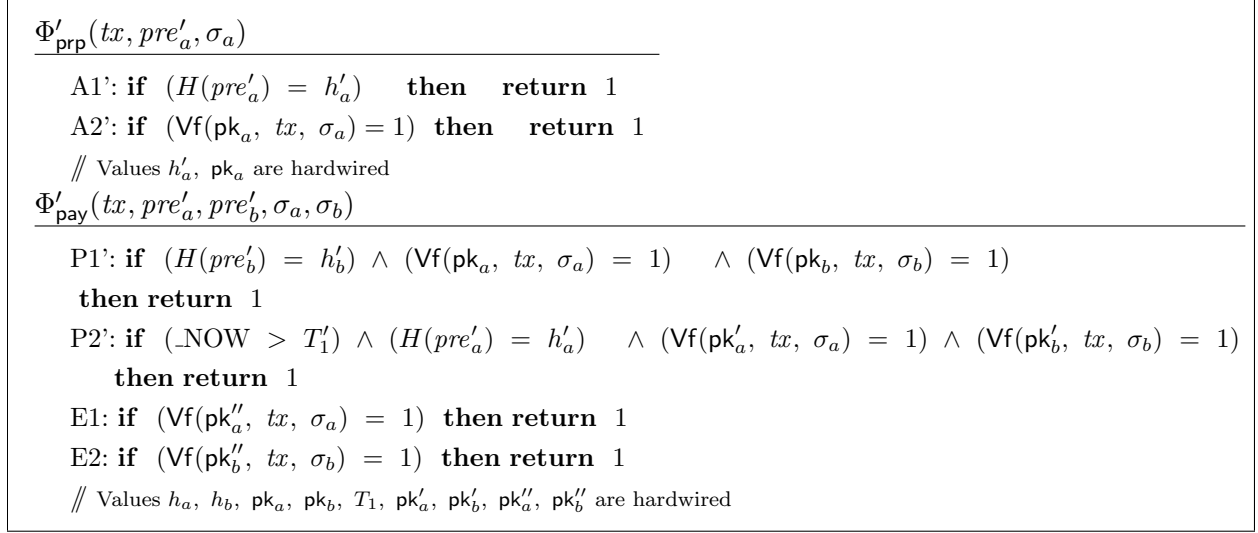 Φ′prp(tx, pre′a, σa)
A1’: if (H(pre′a) = h′a) then return 1
A2’: if (Vf(pka, tx, σa) = 1) then return 1
// Values h′a, pka are hardwired
Φ′pay(tx, pre′a, pre′b, σa, σb)
P1’: if (H(pre′b) = h′b) ∧ (Vf(pka, tx, σa) = 1) ∧ (Vf(pkb, tx, σb) = 1)
then return 1
P2’: if (_NOW > T′1) ∧ (H(pre′a) = h′a) ∧ (Vf(pk′a, tx, σa) = 1) ∧ (Vf(pk′b, tx, σb) = 1)
then return 1
E1: if (Vf(pk′′a, tx, σa) = 1) then return 1
E2: if (Vf(pk′′b, tx, σb) = 1) then return 1
// Values ha, hb, pka, pkb, T1, pk′a, pk′b, pk′′a, pk′′b are hardwired